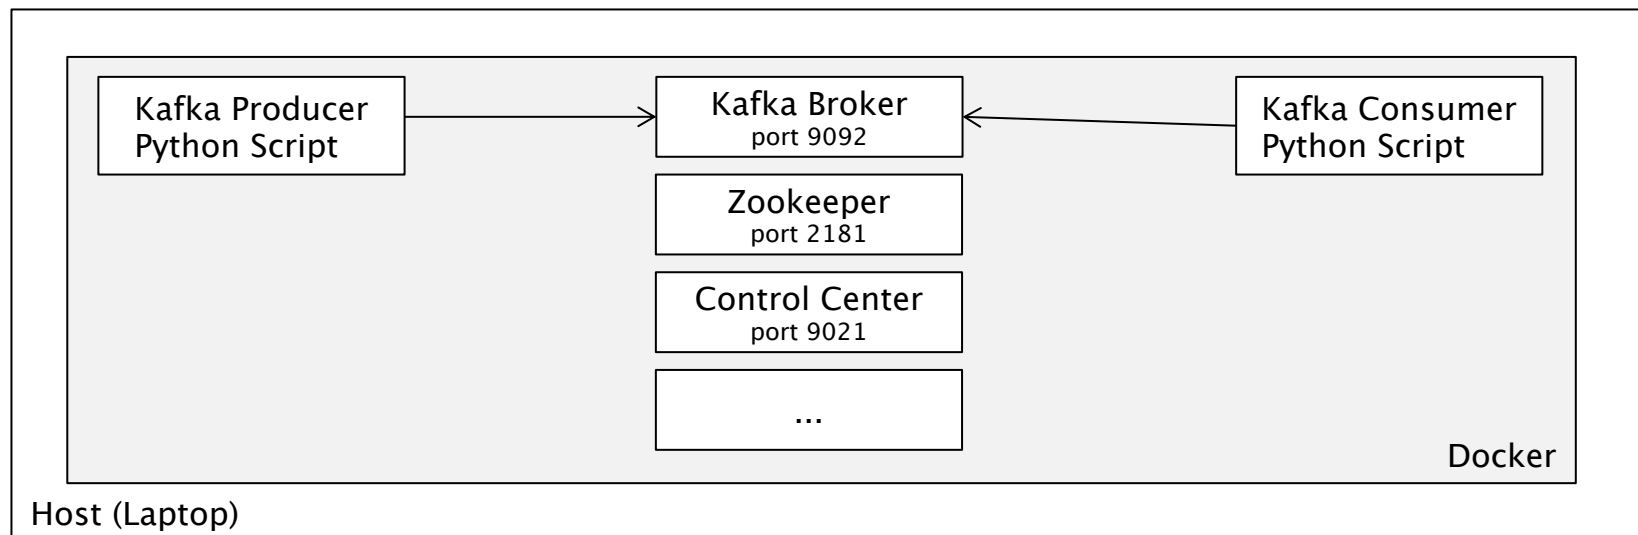 Kafka Producer
Python Script
Kafka Broker
port 9092
Kafka Consumer
Python Script
Zookeeper
port 2181
Control Center
port 9021
...
Docker
Host (Laptop)